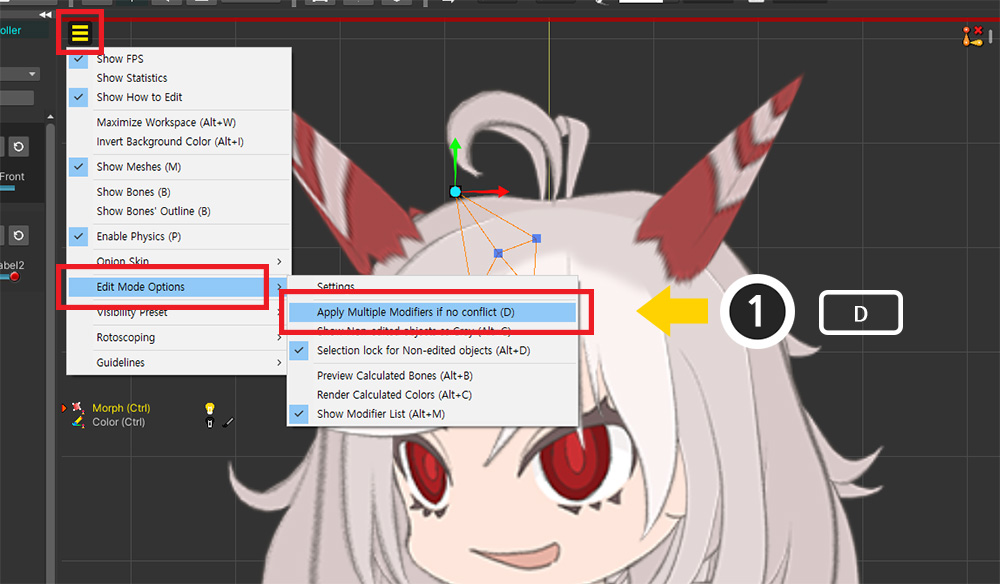 oller
Show FPS
Show Statistics
Show How to Edit
Maximize Workspace (Alt+W)
Invert Background Color (Alt+I)
Show Meshes (M)
Front
Show Bones (B)
Show Bones' Outline (B)
Enable Physics (P)
Onion Skin
abel2
Edit Mode Options
Settings
Visibility Preset
Apply Multiple Modifiers if no conflict (D)
1
D
Show Non-edited objects as Gray (Alt+G)
Rotoscoping
Selection lock for Non-edited objects (Alt+D)
Guidelines
Preview Calculated Bones (Alt+B)
Render Calculated Colors (Alt+C)
Show Modifier List (Alt+M)
Morph (Ctrl)
Color (Ctrl)